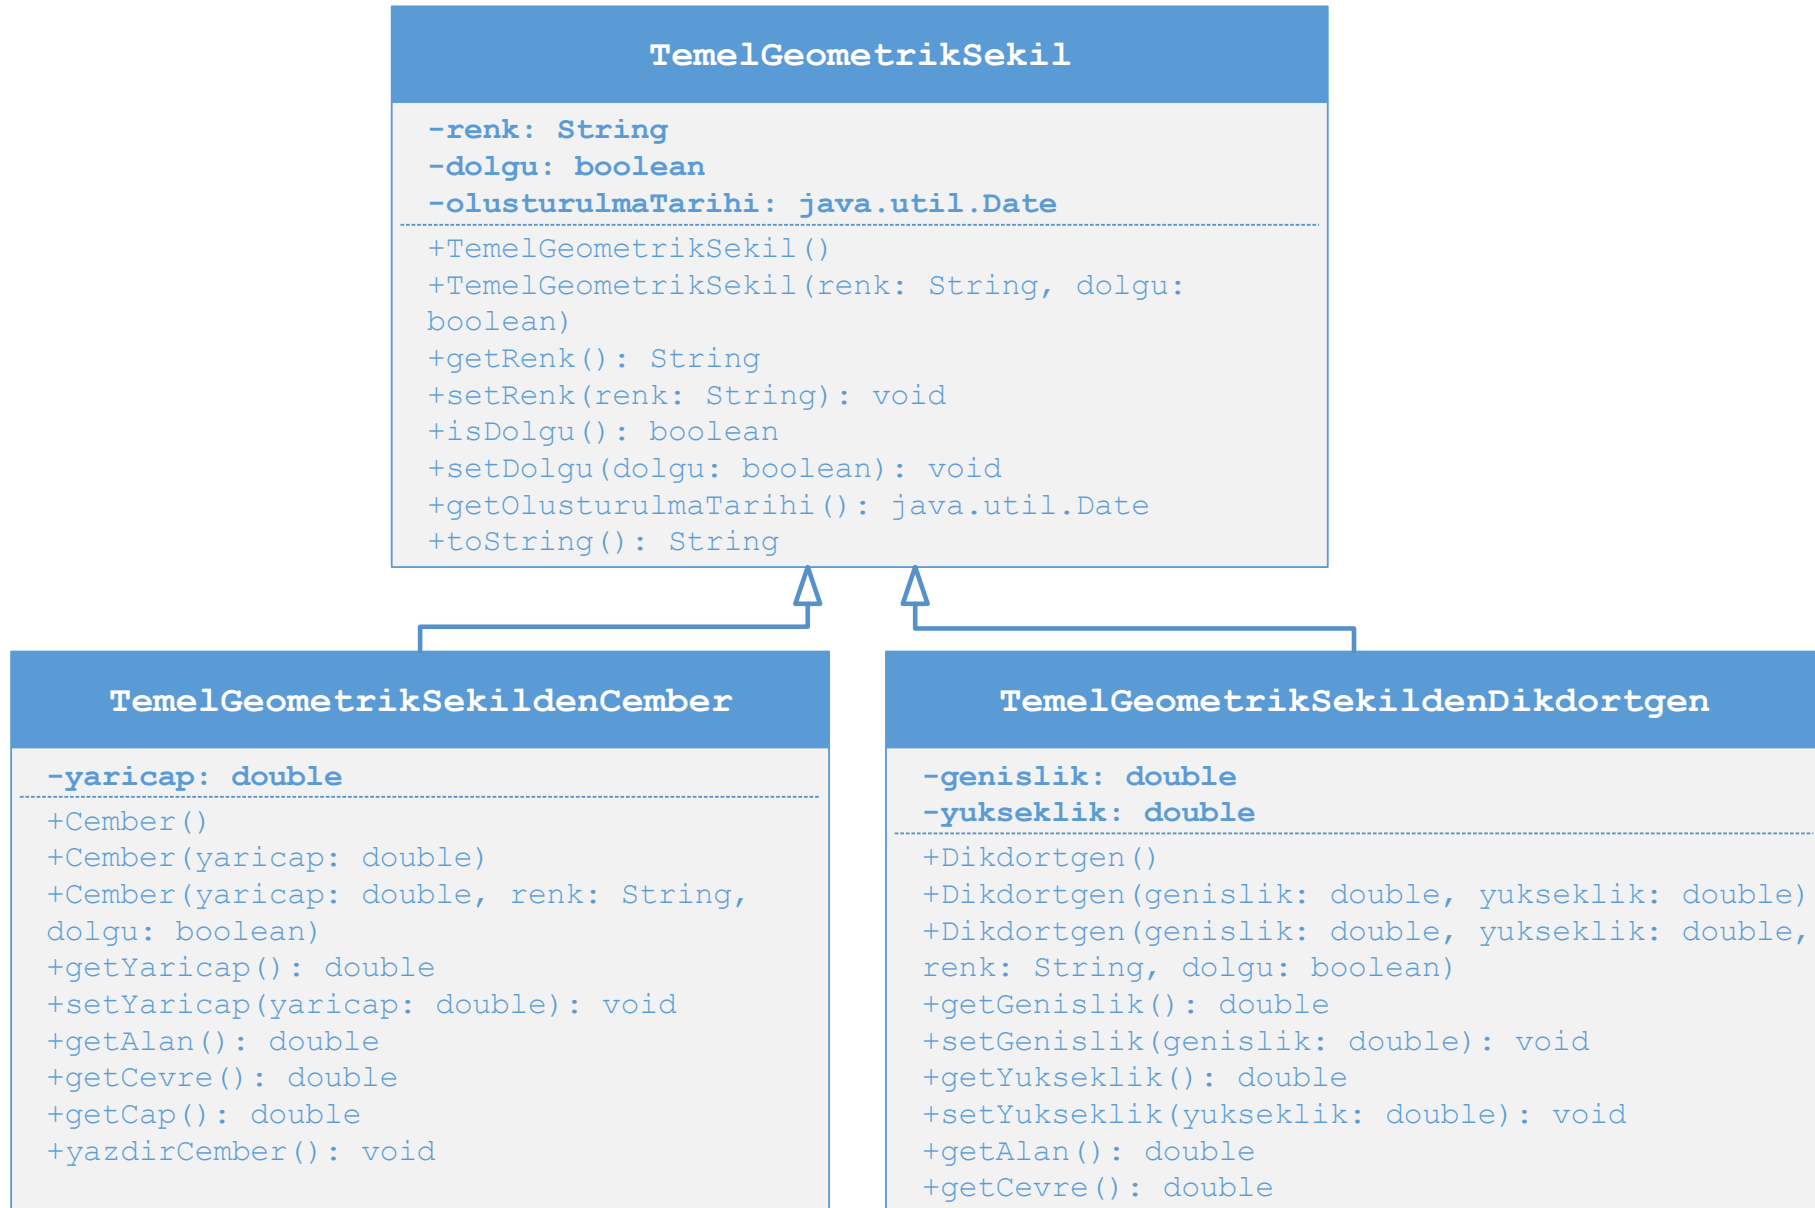 TemelGeometrikSekil
-renk: String
-dolgu: boolean
-olusturulmaTarihi: java.util.Date
+TemelGeometrikSekil()
+TemelGeometrikSekil(renk: String, dolgu:
boolean)
+getRenk(): String
+setRenk(renk: String): void
+isDolgu(): boolean
+setDolgu(dolgu: boolean): void
+getOlusturulmaTarihi(): java.util.Date
+toString(): String
TemelGeometrikSekildenCember
-yaricap: double
+Cember()
+Cember(yaricap: double)
+Cember(yaricap: double, renk: String,
dolgu: boolean)
+getYaricap(): double
+setYaricap(yaricap: double): void
+getAlan(): double
+getCevre(): double
+getCap(): double
+yazdirCember(): void
TemelGeometrikSekildenDikdortgen
-genislik: double
-yukseklik: double
+Dikdortgen()
+Dikdortgen(genislik: double, yukseklik: double)
+Dikdortgen(genislik: double, yukseklik: double,
renk: String, dolgu: boolean)
+getGenislik(): double
+setGenislik(genislik: double): void
+getYukseklik(): double
+setYukseklik(yukseklik: double): void
+getAlan(): double
+getCevre(): double